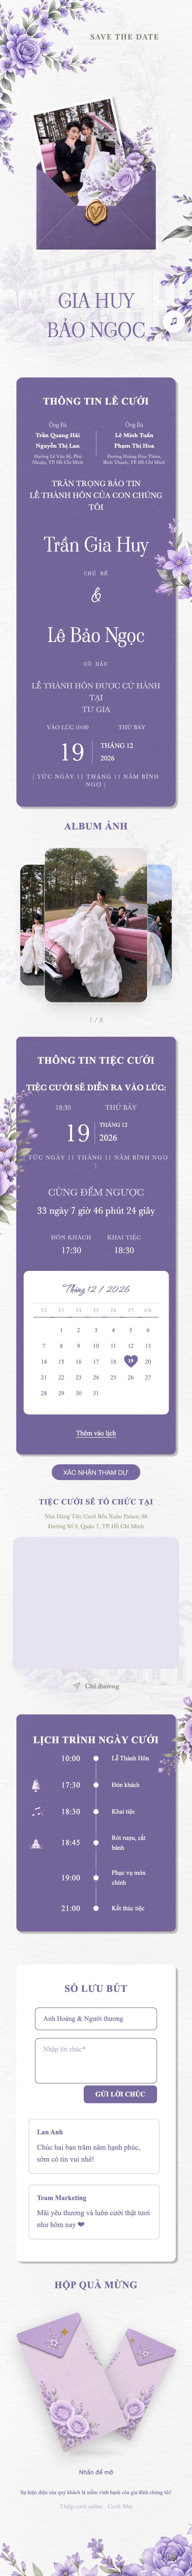 SAVE THE DATE
GIA HUY
BẢO NGỌC
THÔNG TIN LỄ CƯỚI
Ông Bà
Trần Quang Hải
Nguyễn Thị Lan
Đường Lê Văn Sỹ, Phú
Nhuận, TP. Hồ Chí Minh
Ông Bà
Lê Minh Tuấn
Phạm Thị Hoa
Đường Hoàng Hoa Thám,
Bình Thạnh, TP. Hồ Chí Minh
TRÂN TRỌNG BÁO TIN
LỄ THÀNH HÔN CỦA CON CHÚNG
TÔI
Trần Gia Huy
CHÚ RỂ
&
Lê Bảo Ngọc
CÔ DÂU
LỄ THÀNH HÔN ĐƯỢC CỬ HÀNH
TẠI
TƯ GIA
VÀO LÚC 10:00 THỨ BẢY
19 THÁNG 12
2026
( TỨC NGÀY 11 THÁNG 11 NĂM BÍNH
NGỌ )
ALBUM ẢNH
1 / 8
THÔNG TIN TIỆC CƯỚI
TIỆC CƯỚI SẼ DIỄN RA VÀO LÚC:
18:30 THỨ BẢY
19 THÁNG 12
2026
TỨC NGÀY 11 THÁNG 11 NĂM BÍNH NGỌ
)
CÙNG ĐẾM NGƯỢC
33 ngày 7 giờ 46 phút 24 giây
ĐÓN KHÁCH KHAI TIỆC
17:30 18:30
Tháng 12 / 2026
T2 T3 T4 T5 T6 T7 CN
1 2 3 4 5 6
7 8 9 10 11 12 13
14 15 16 17 18 19 20
21 22 23 24 25 26 27
28 29 30 31
Thêm vào lịch
XÁC NHẬN THAM DỰ
TIỆC CƯỚI SẼ TỔ CHỨC TẠI
Nhà Hàng Tiệc Cưới Bến Xuân Palace, 88
Đường Số 9, Quận 7, TP. Hồ Chí Minh
Chỉ đường
LỊCH TRÌNH NGÀY CƯỚI
10:00 Lễ Thành Hôn
17:30 Đón khách
18:30 Khai tiệc
18:45 Rót rượu, cắt
bánh
19:00 Phục vụ món
chính
21:00 Kết thúc tiệc
SỔ LƯU BÚT
Anh Hoàng & Người thương
Nhập lời chúc*
GỬI LỜI CHÚC
Lan Anh
Chúc hai bạn trăm năm hạnh phúc,
sớm có tin vui nhé!
Team Marketing
Mãi yêu thương và luôn cười thật tươi
như hôm nay ❤
HỘP QUÀ MỪNG
Nhấn để mở
Sự hiện diện của quý khách là niềm vinh hạnh của gia đình chúng tôi!
Thiệp cưới online · Cưới Nha